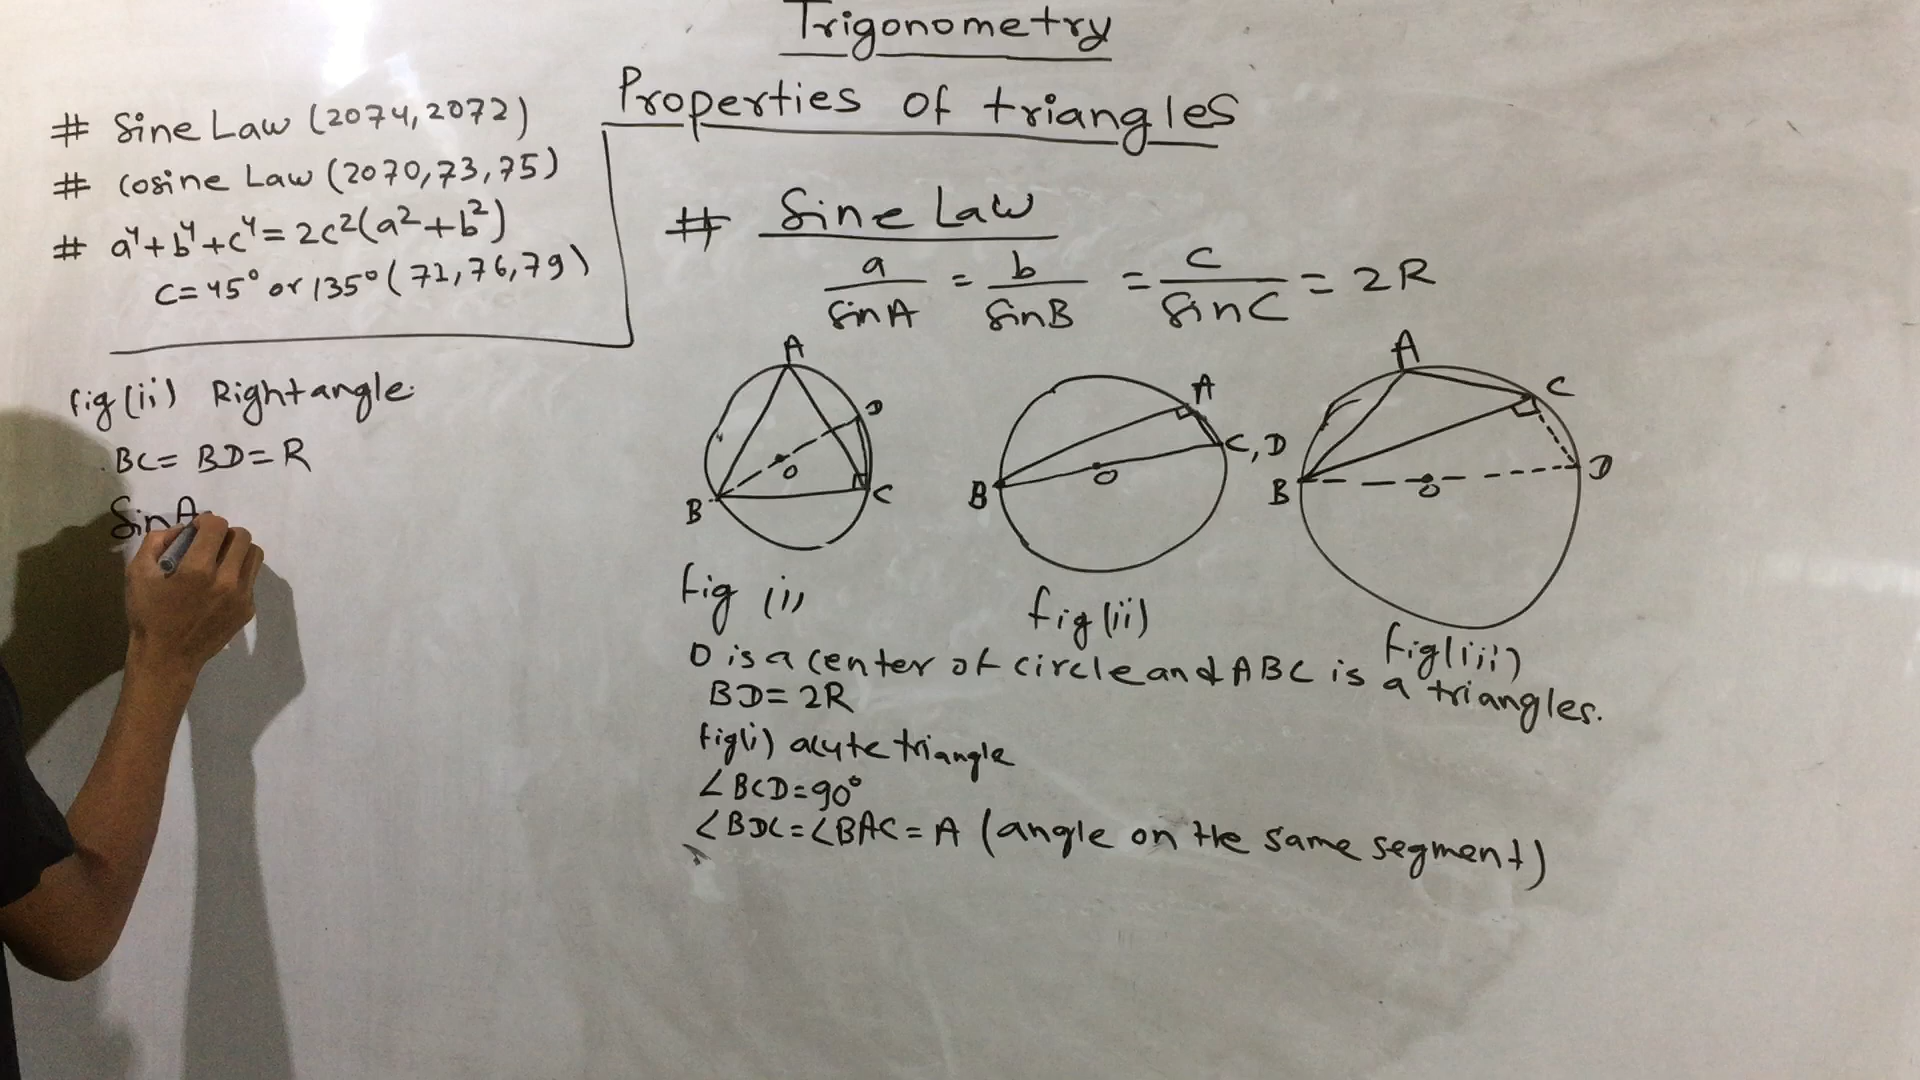 Trigonometry
Properties of triangles
# Sine Law (2074, 2072)
# cosine Law (2070, 73, 75)
# a⁴+b⁴+c⁴=2c²(a²+b²)
C=45° or 135° (71, 76, 79)
# Sine Law
a/sinA = b/sinB = c/sinC = 2R
A
D
O
B
C
A
C, D
O
B
A
C
D
O
B
fig (i)
fig (ii)
fig (iii)
O is a center of circle and ABC is a triangles.
BD=2R
fig(i) acute triangle
∠BCD=90°
∠BDC=∠BAC=A (angle on the same segment)
fig (ii) Rightangle.
BC=BD=R
SinA